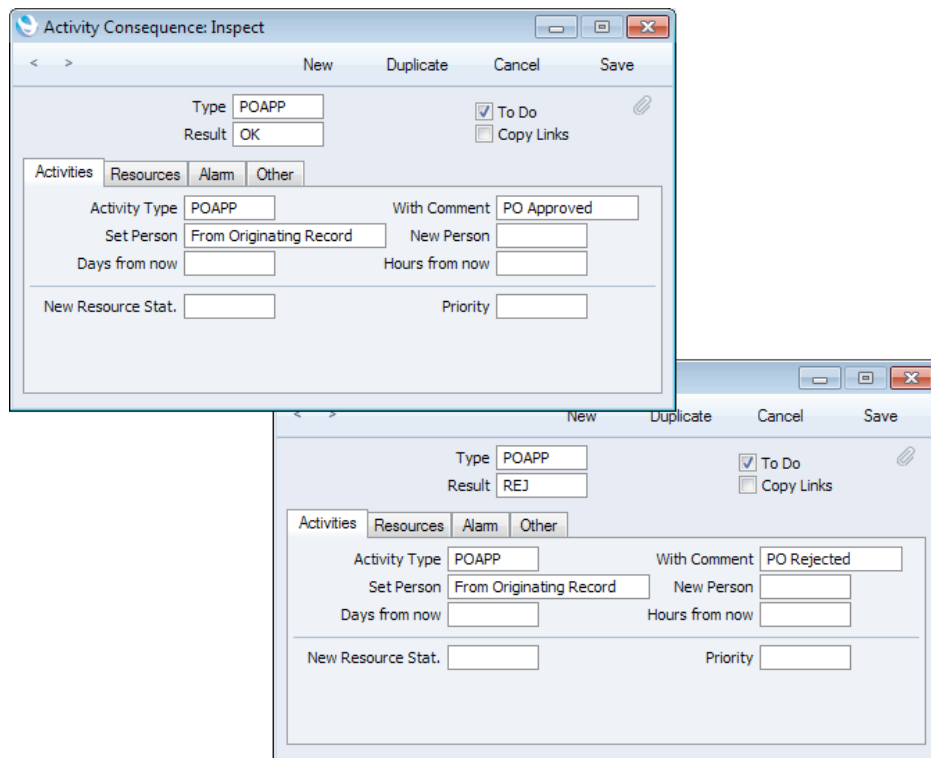 Activity Consequence: Inspect
< > New Duplicate Cancel Save
Type POAPP To Do
Result OK Copy Links
Activities Resources Alarm Other
Activity Type POAPP With Comment PO Approved
Set Person From Originating Record New Person
Days from now Hours from now
New Resource Stat. Priority
< > New Duplicate Cancel Save
Type POAPP To Do
Result REJ Copy Links
Activities Resources Alarm Other
Activity Type POAPP With Comment PO Rejected
Set Person From Originating Record New Person
Days from now Hours from now
New Resource Stat. Priority